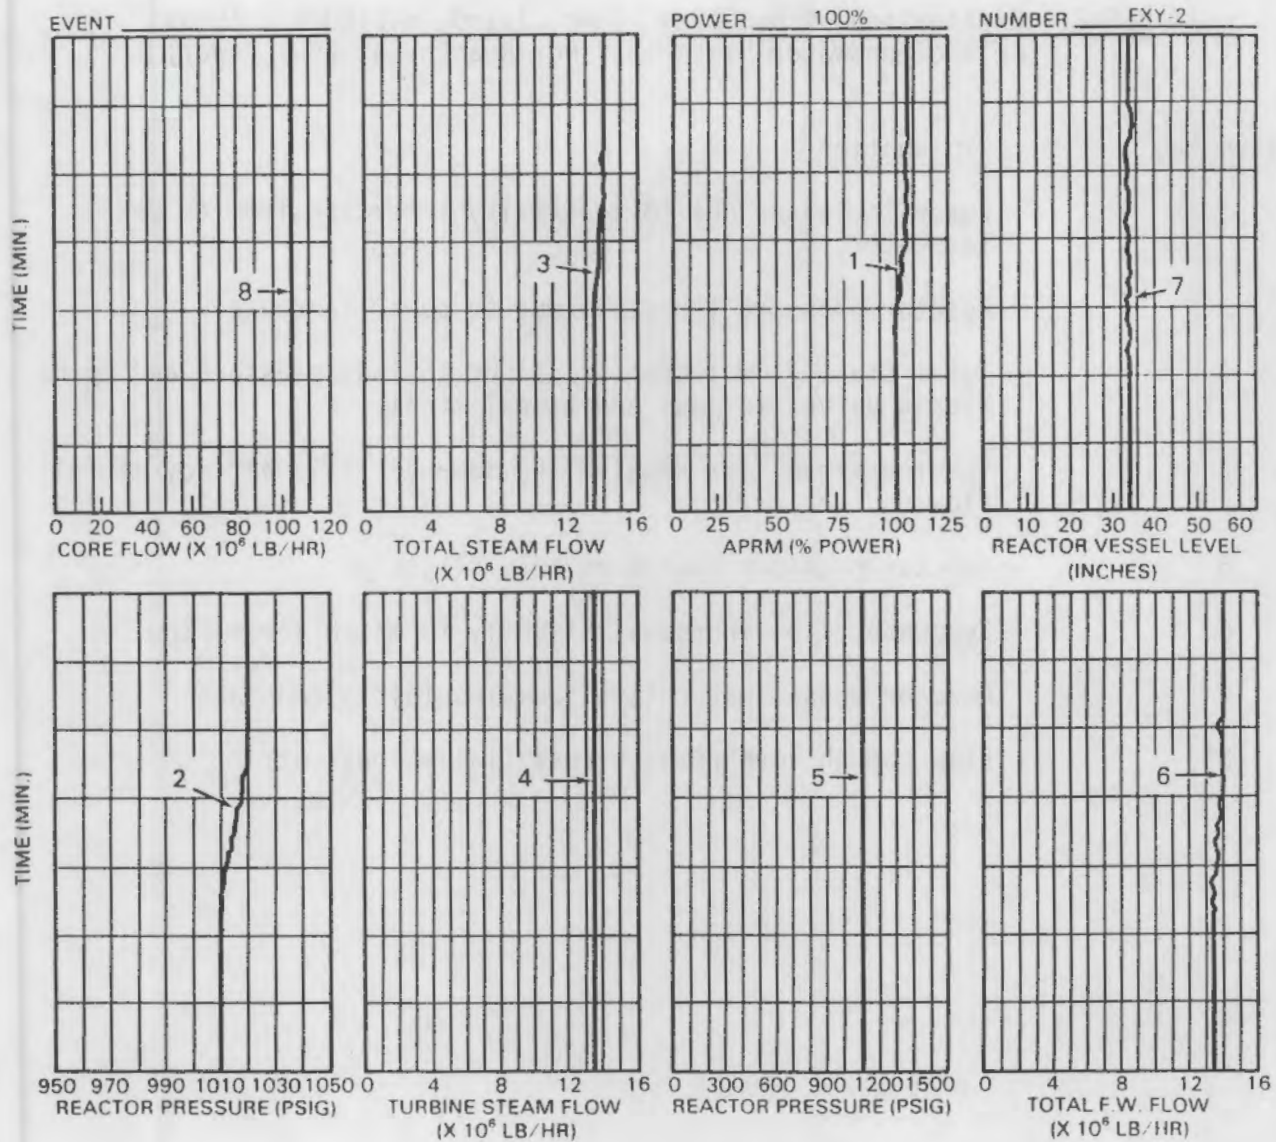 EVENT
POWER 100%
NUMBER FXY-2
TIME (MIN.)
8
3
1
7
0 20 40 60 80 100 120
CORE FLOW (X 10⁶ LB/HR)
0 4 8 12 16
TOTAL STEAM FLOW
(X 10⁶ LB/HR)
0 25 50 75 100 125
APRM (% POWER)
0 10 20 30 40 50 60
REACTOR VESSEL LEVEL
(INCHES)
TIME (MIN.)
2
4
5
6
950 970 990 1010 1030 1050
REACTOR PRESSURE (PSIG)
0 4 8 12 16
TURBINE STEAM FLOW
(X 10⁶ LB/HR)
0 300 600 900 1200 1500
REACTOR PRESSURE (PSIG)
0 4 8 12 16
TOTAL F.W. FLOW
(X 10⁶ LB/HR)